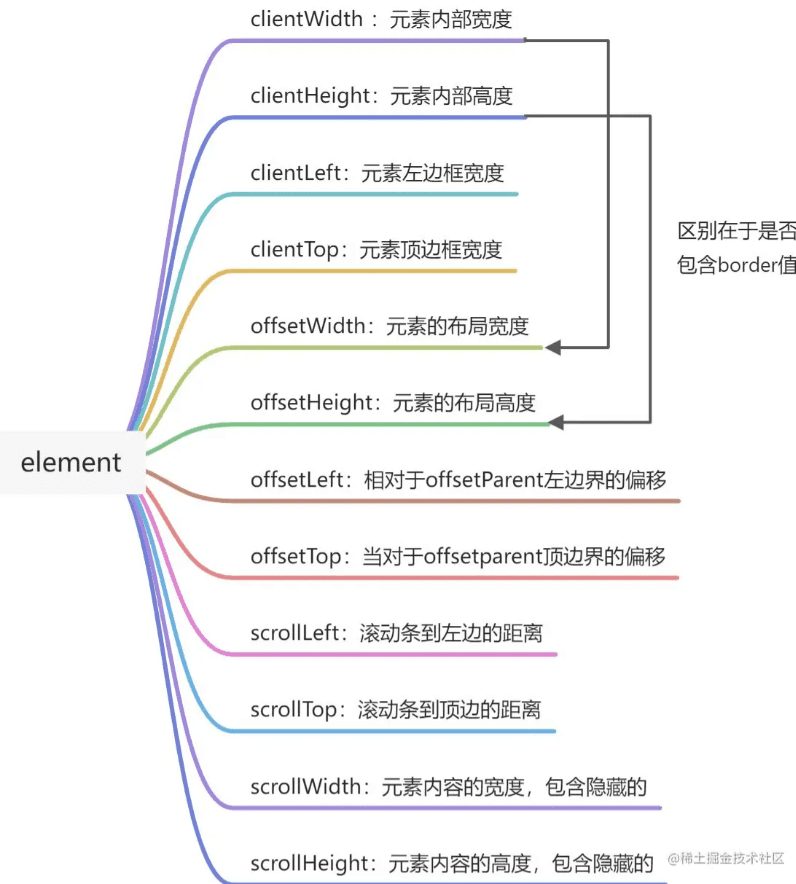 clientWidth ：元素内部宽度
clientHeight：元素内部高度
clientLeft：元素左边框宽度
clientTop：元素顶边框宽度
区别在于是否
包含border值
offsetWidth：元素的布局宽度
offsetHeight：元素的布局高度
element
offsetLeft：相对于offsetParent左边界的偏移
offsetTop：当对于offsetparent顶边界的偏移
scrollLeft：滚动条到左边的距离
scrollTop：滚动条到顶边的距离
scrollWidth：元素内容的宽度，包含隐藏的
scrollHeight：元素内容的高度，包含隐藏的
@稀土掘金技术社区